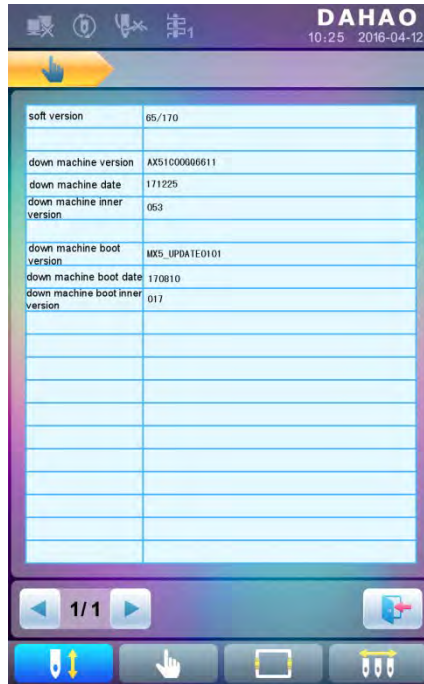 DAHAO
10:25 2016-04-12
1
soft version 65/170
down machine version AX51C00006611
down machine date 171225
down machine inner
version 053
down machine boot
version MX5_UPDATE0101
down machine boot date 170810
down machine boot inner
version 017
1/1